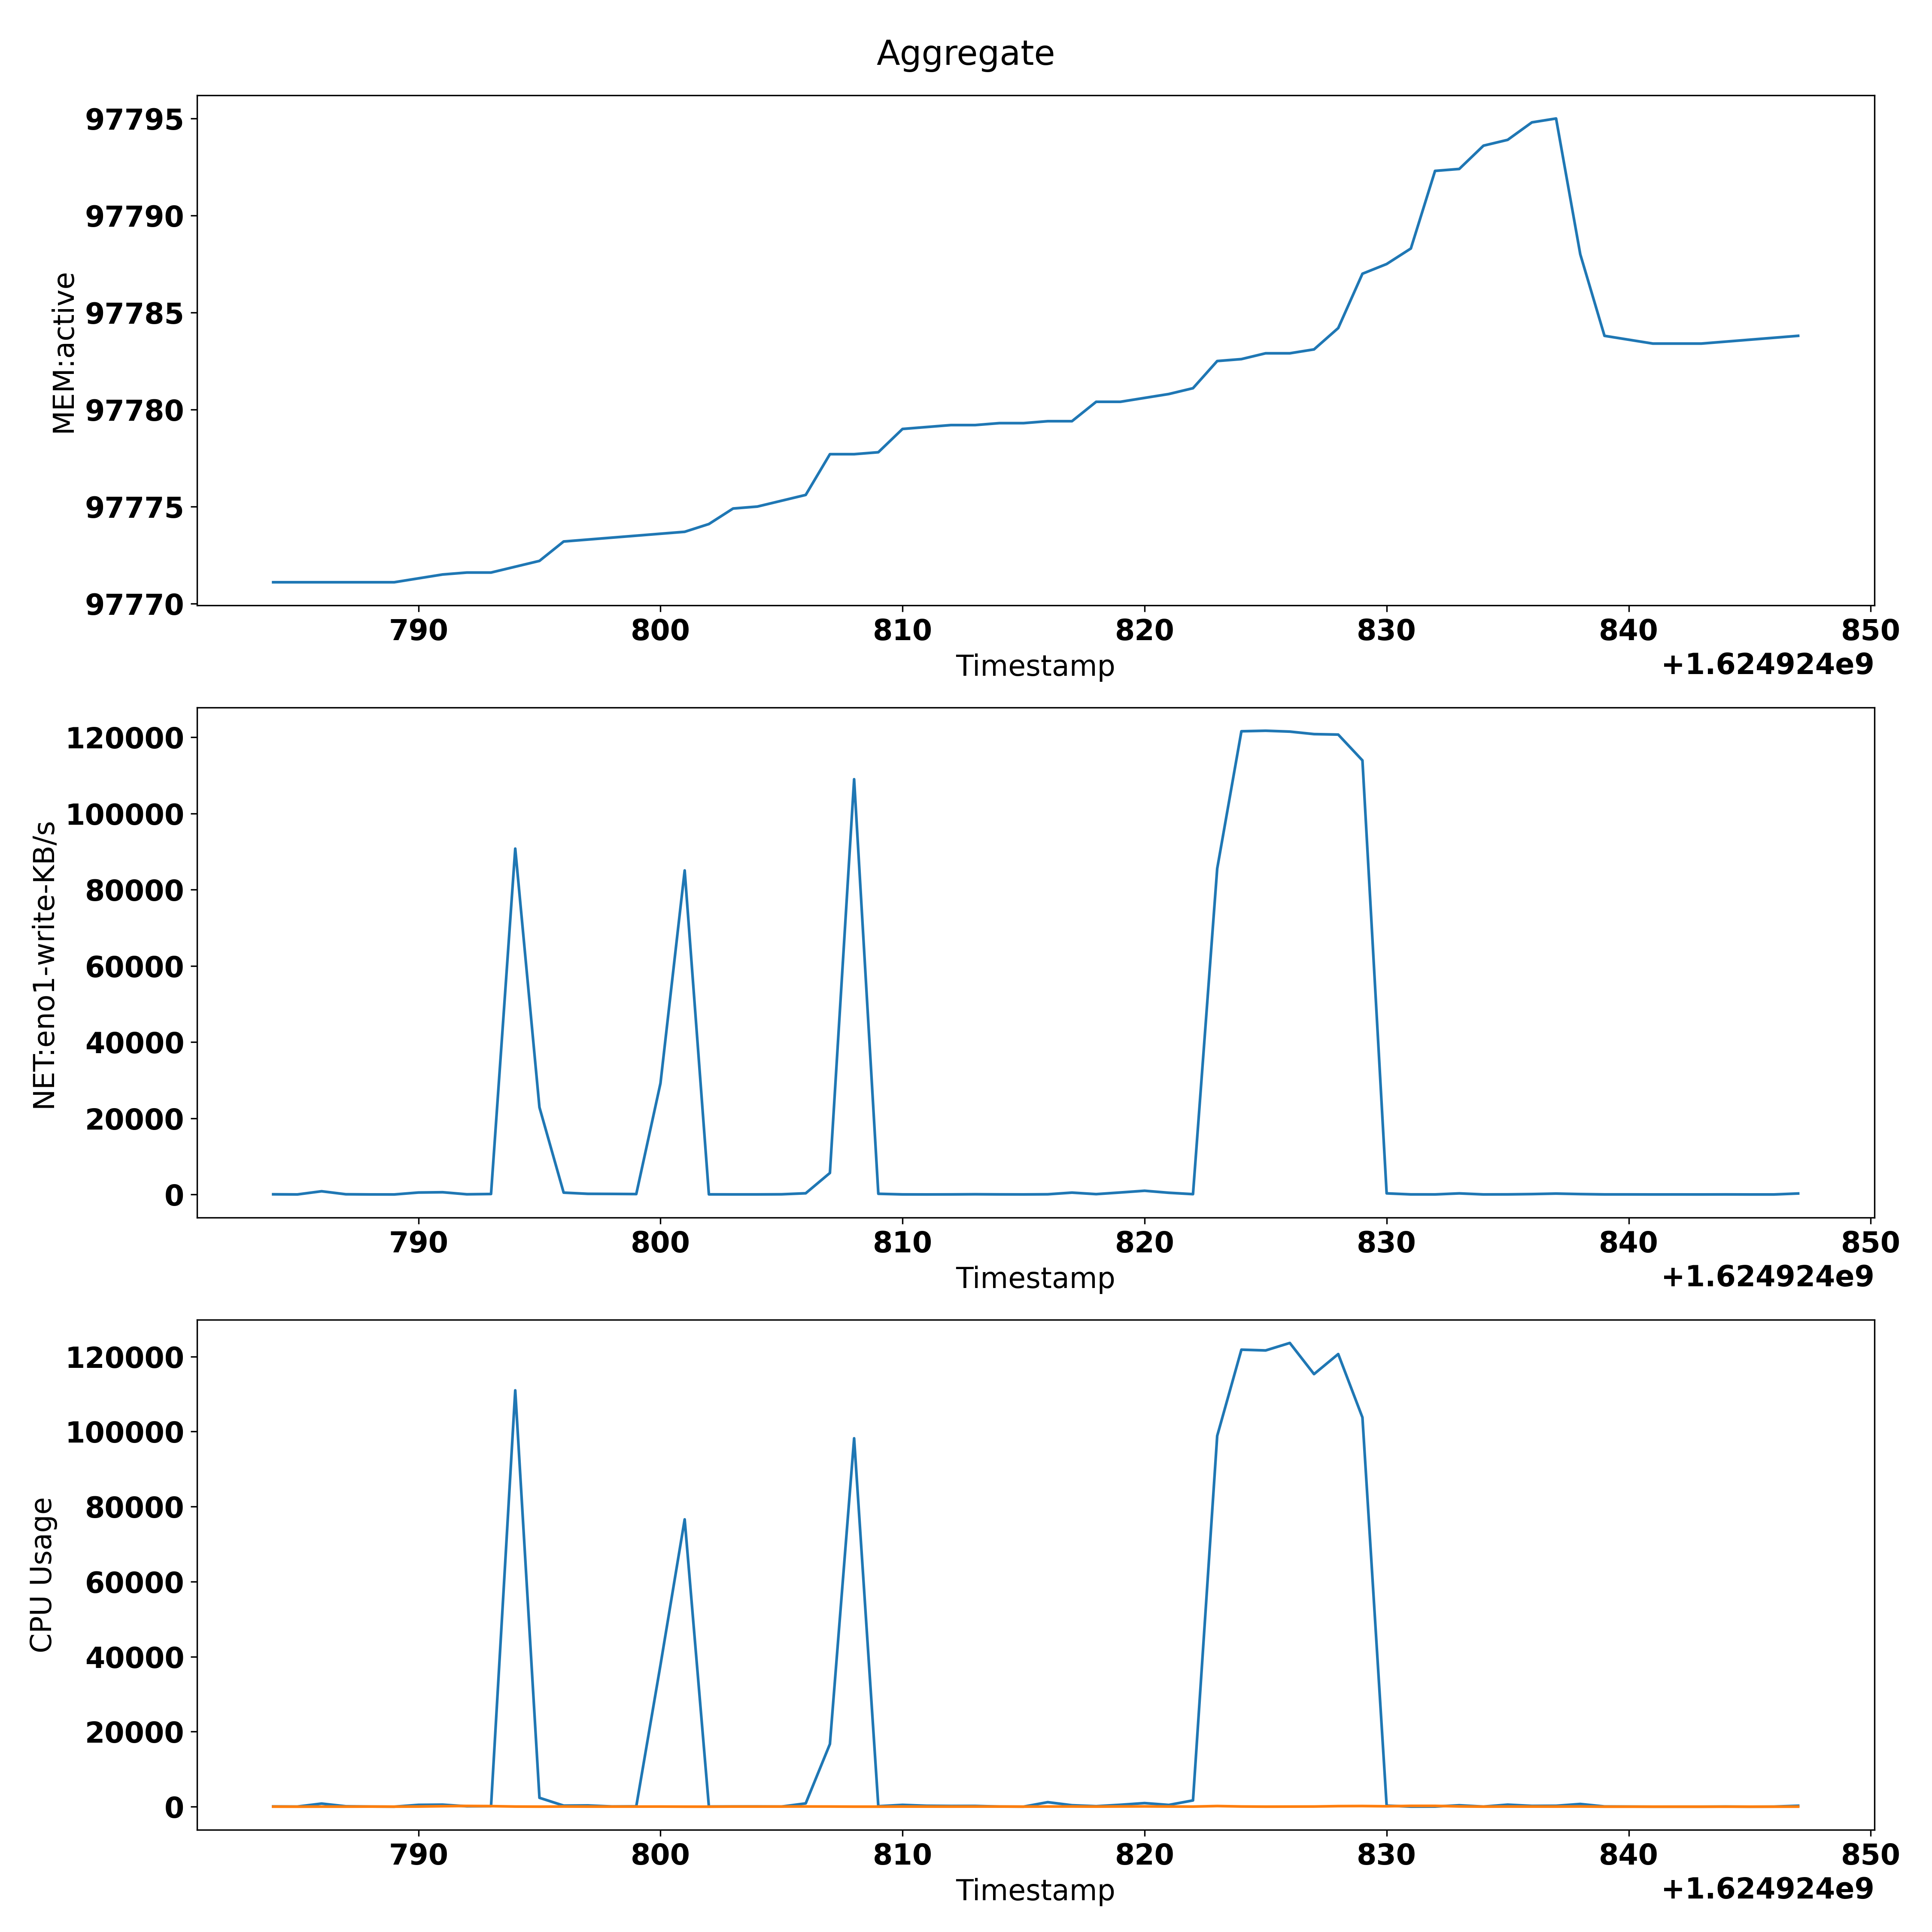 Aggregate
97795
97790
97785
97780
97775
97770
MEM:active
790 800 810 820 830 840 850
Timestamp
+1.624924e9
120000
100000
80000
60000
40000
20000
0
NET:eno1-write-KB/s
790 800 810 820 830 840 850
Timestamp
+1.624924e9
120000
100000
80000
60000
40000
20000
0
CPU Usage
790 800 810 820 830 840 850
Timestamp
+1.624924e9